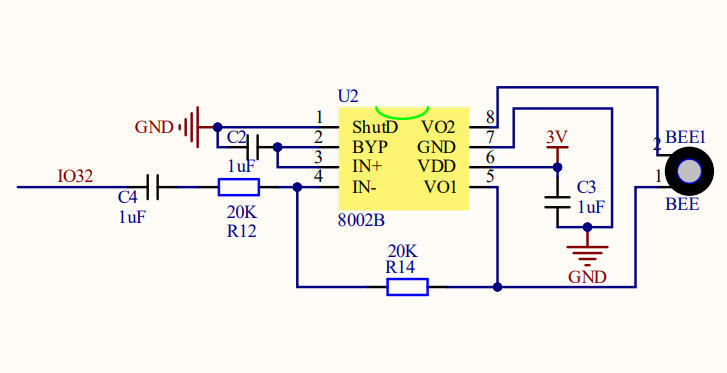 U2
GND
1
ShutD
VO2
8
C2
2
BYP
GND
7
3V
2
BEE1
1uF
3
IN+
VDD
6
IO32
4
IN-
VO1
5
C3
1uF
1
C4
1uF
20K
R12
8002B
BEE
20K
R14
GND